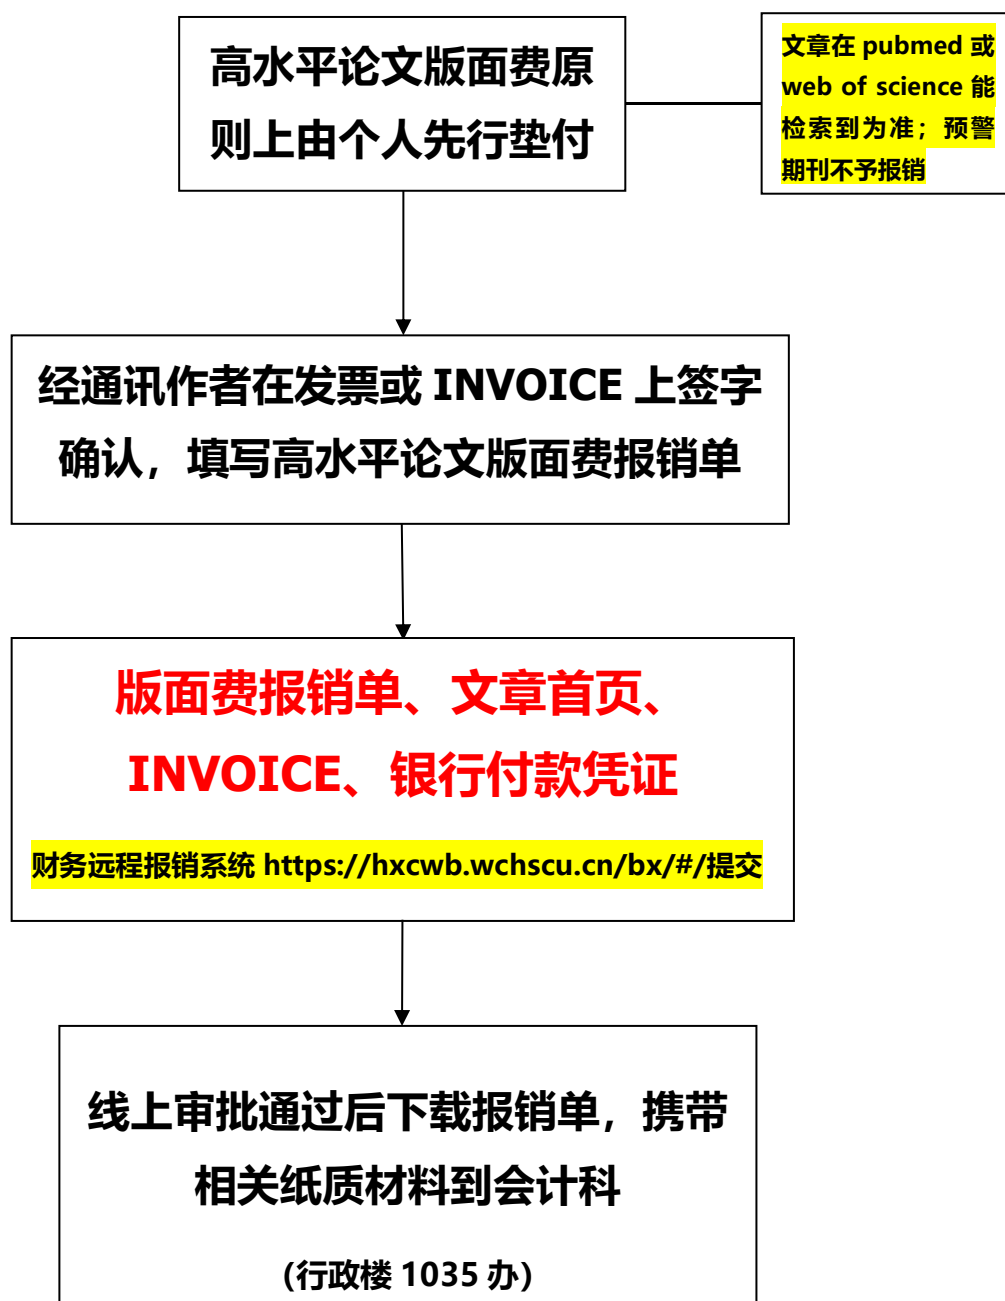 高水平论文版面费原
则上由个人先行垫付
文章在 pubmed 或
web of science 能
检索到为准；预警
期刊不予报销
经通讯作者在发票或 INVOICE 上签字
确认，填写高水平论文版面费报销单
版面费报销单、文章首页、
INVOICE、银行付款凭证
财务远程报销系统 https://hxcwb.wchscu.cn/bx/#/提交
线上审批通过后下载报销单，携带
相关纸质材料到会计科
（行政楼 1035 办）